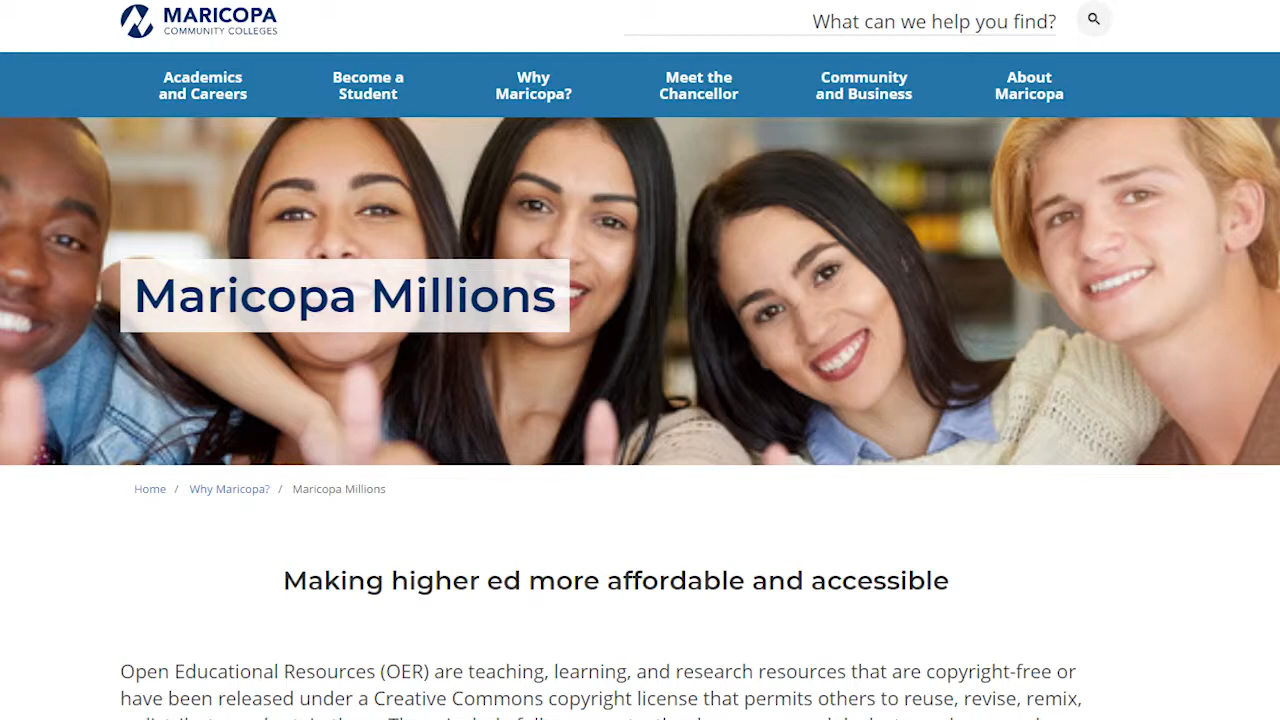 MARICOPA
COMMUNITY COLLEGES
What can we help you find?
Academics
and Careers
Become a
Student
Why
Maricopa?
Meet the
Chancellor
Community
and Business
About
Maricopa
Maricopa Millions
Home / Why Maricopa? / Maricopa Millions
Making higher ed more affordable and accessible
Open Educational Resources (OER) are teaching, learning, and research resources that are copyright-free or
have been released under a Creative Commons copyright license that permits others to reuse, revise, remix,